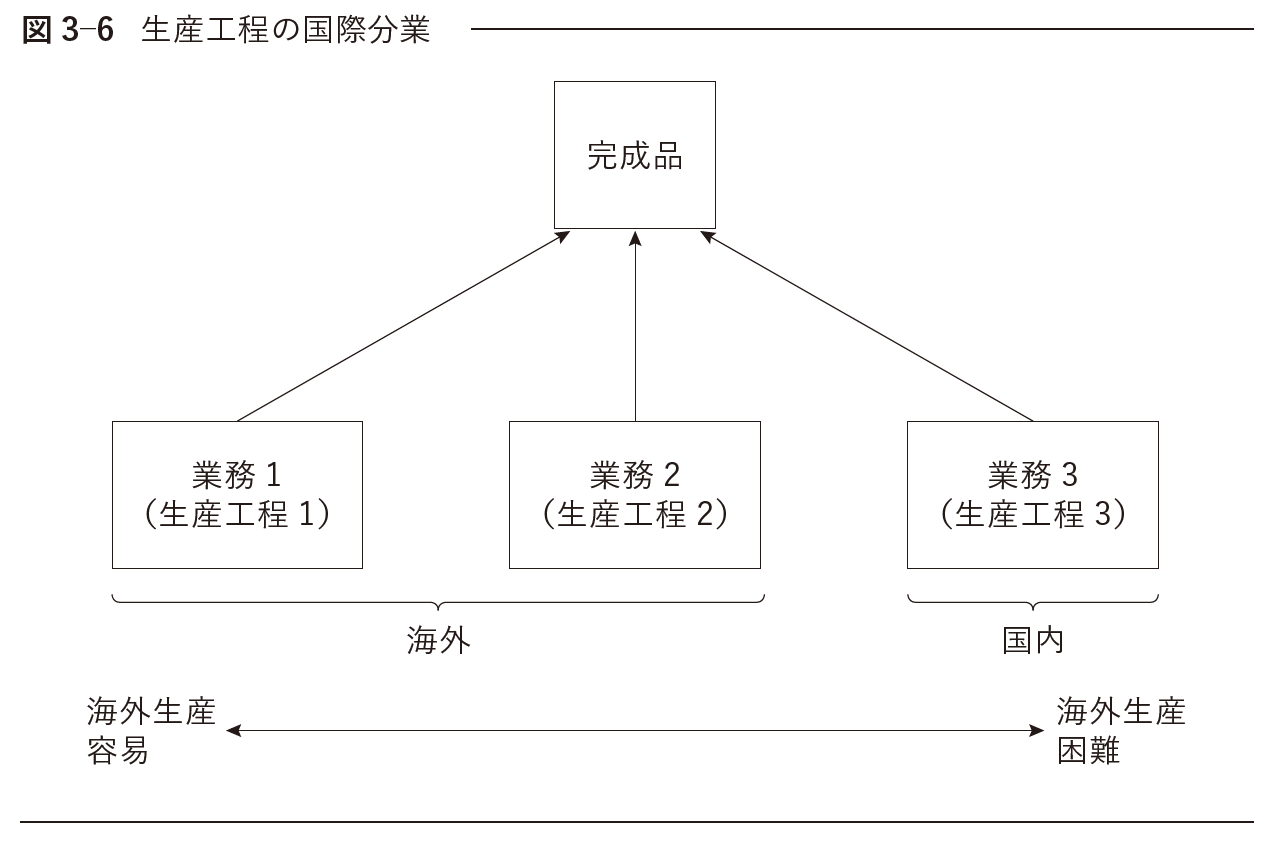 図 3–6 生産工程の国際分業
完成品
業務 1
(生産工程 1)
業務 2
(生産工程 2)
業務 3
(生産工程 3)
海外
国内
海外生産
容易
海外生産
困難